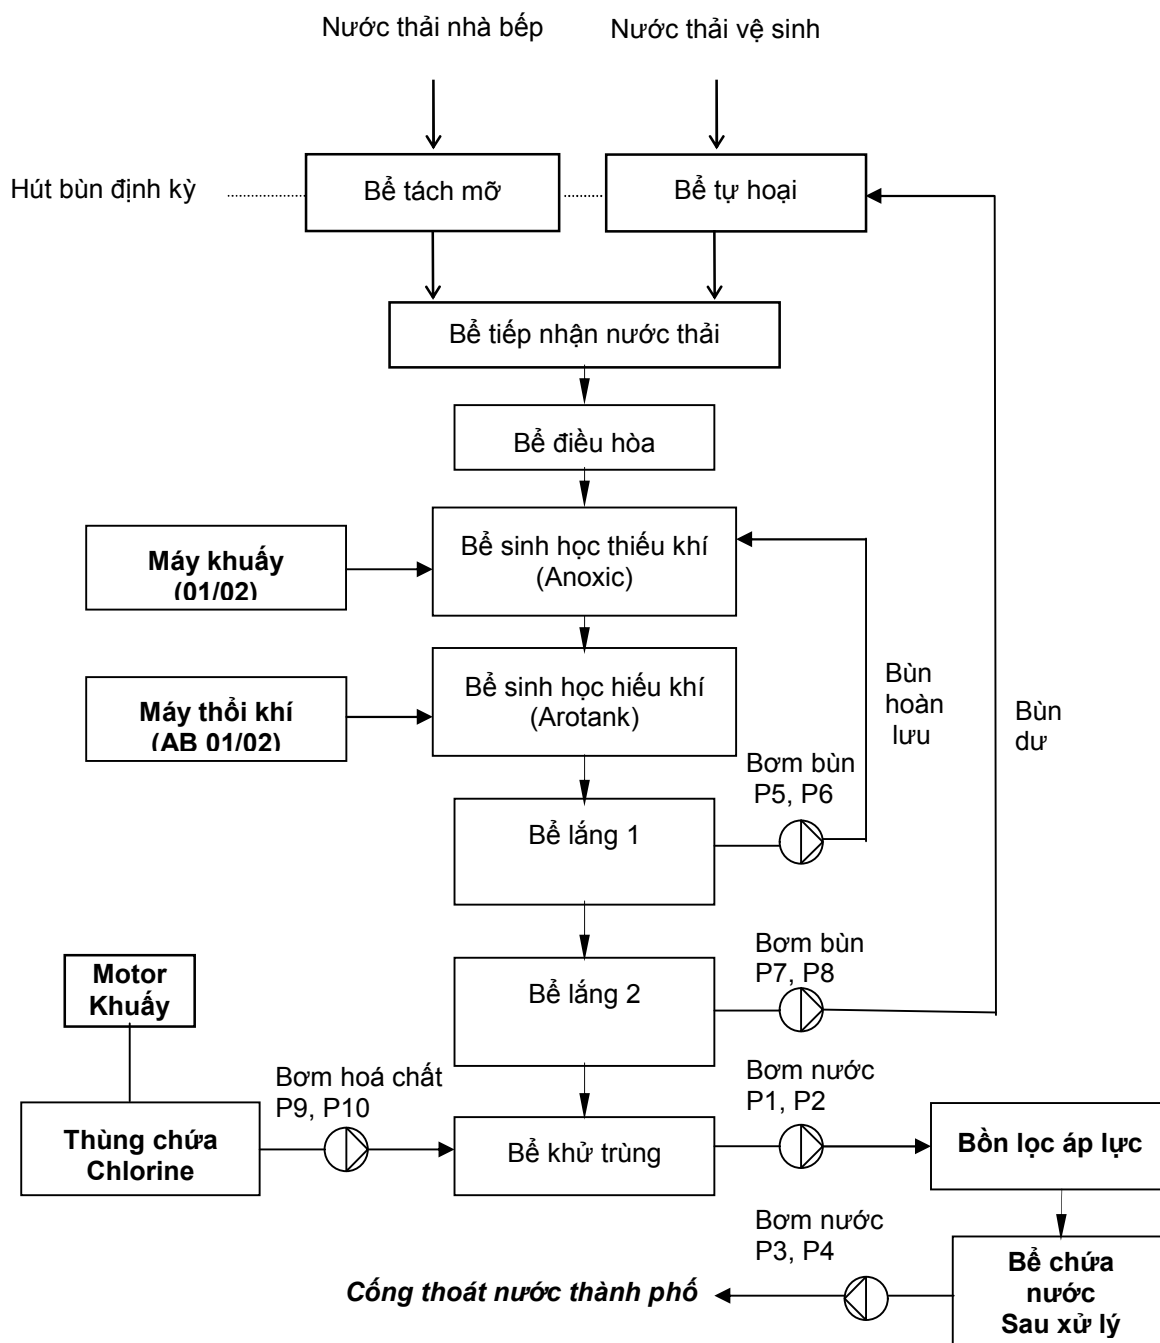 Nước thải nhà bếp
Nước thải vệ sinh
Hút bùn định kỳ
Bể tách mỡ
Bể tự hoại
Bể tiếp nhận nước thải
Bể điều hòa
Máy khuấy
(01/02)
Bể sinh học thiếu khí
(Anoxic)
Máy thổi khí
(AB 01/02)
Bể sinh học hiếu khí
(Arotank)
Bùn
hoàn
lưu
Bùn
dư
Bơm bùn
P5, P6
Bể lắng 1
Bơm bùn
P7, P8
Bể lắng 2
Motor
Khuấy
Bơm hoá chất
P9, P10
Bơm nước
P1, P2
Thùng chứa
Chlorine
Bể khử trùng
Bồn lọc áp lực
Bơm nước
P3, P4
Cống thoát nước thành phố
Bể chứa
nước
Sau xử lý